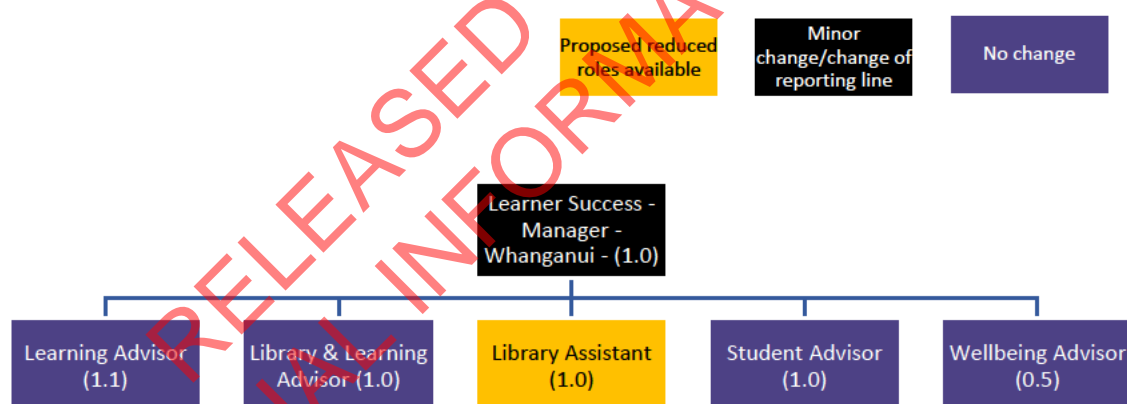 Proposed reduced
roles available
Minor
change/change of
reporting line
No change
Learner Success -
Manager -
Whanganui - (1.0)
Learning Advisor
(1.1)
Library & Learning
Advisor (1.0)
Library Assistant
(1.0)
Student Advisor
(1.0)
Wellbeing Advisor
(0.5)
RELEASED